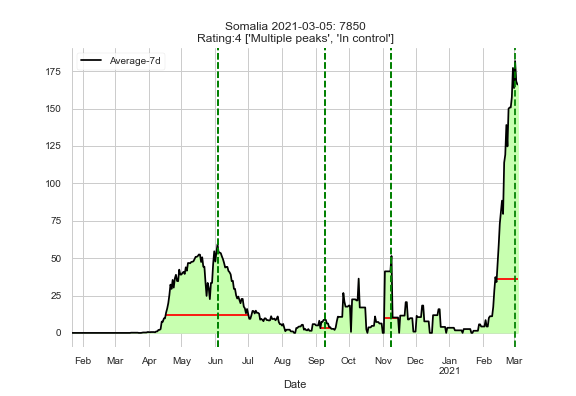 Somalia 2021-03-05: 7850
Rating:4 ['Multiple peaks', 'In control']
Average-7d
175
150
125
100
75
50
25
0
Feb Mar Apr May Jun Jul Aug Sep Oct Nov Dec Jan Feb Mar
2021
Date